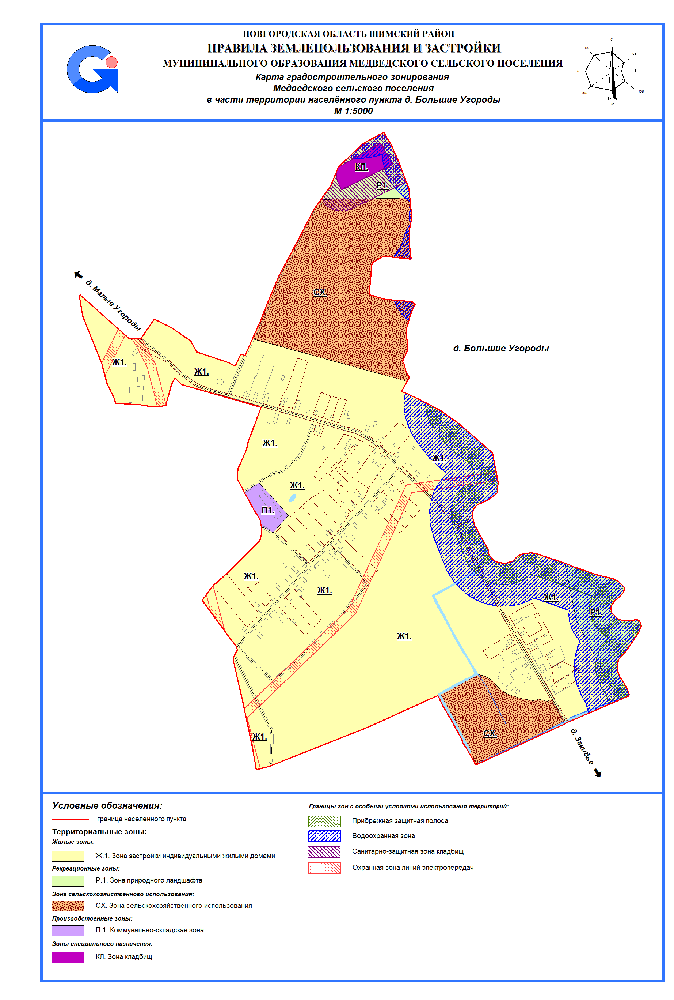 НОВГОРОДСКАЯ ОБЛАСТЬ ШИМСКИЙ РАЙОН
ПРАВИЛА ЗЕМЛЕПОЛЬЗОВАНИЯ И ЗАСТРОЙКИ
МУНИЦИПАЛЬНОГО ОБРАЗОВАНИЯ МЕДВЕДСКОГО СЕЛЬСКОГО ПОСЕЛЕНИЯ
Карта градостроительного зонирования
Медведского сельского поселения
в части территории населённого пункта д. Большие Угороды
М 1:5000
С
СЗ
СВ
З
В
ЮЗ
ЮВ
Ю
КЛ.
Р1.
СХ.
д. Малые Угороды
д. Большие Угороды
Ж1.
Ж1.
Ж1.
Ж1.
Ж1.
П1.
Ж1.
Ж1.
Ж1.
Р1.
Ж1.
СХ.
Ж1.
д. Закибье
Условные обозначения:
граница населенного пункта
Территориальные зоны:
Жилые зоны:
Ж.1. Зона застройки индивидуальными жилыми домами
Рекреационные зоны:
Р.1. Зона природного ландшафта
Зона сельскохозяйственного использования:
СХ. Зона сельскохозяйственного использования
Производственные зоны:
П.1. Коммунально-складская зона
Зоны специального назначения:
КЛ. Зона кладбищ
Границы зон с особыми условиями использования территорий:
Прибрежная защитная полоса
Водоохранная зона
Санитарно-защитная зона кладбищ
Охранная зона линий электропередач